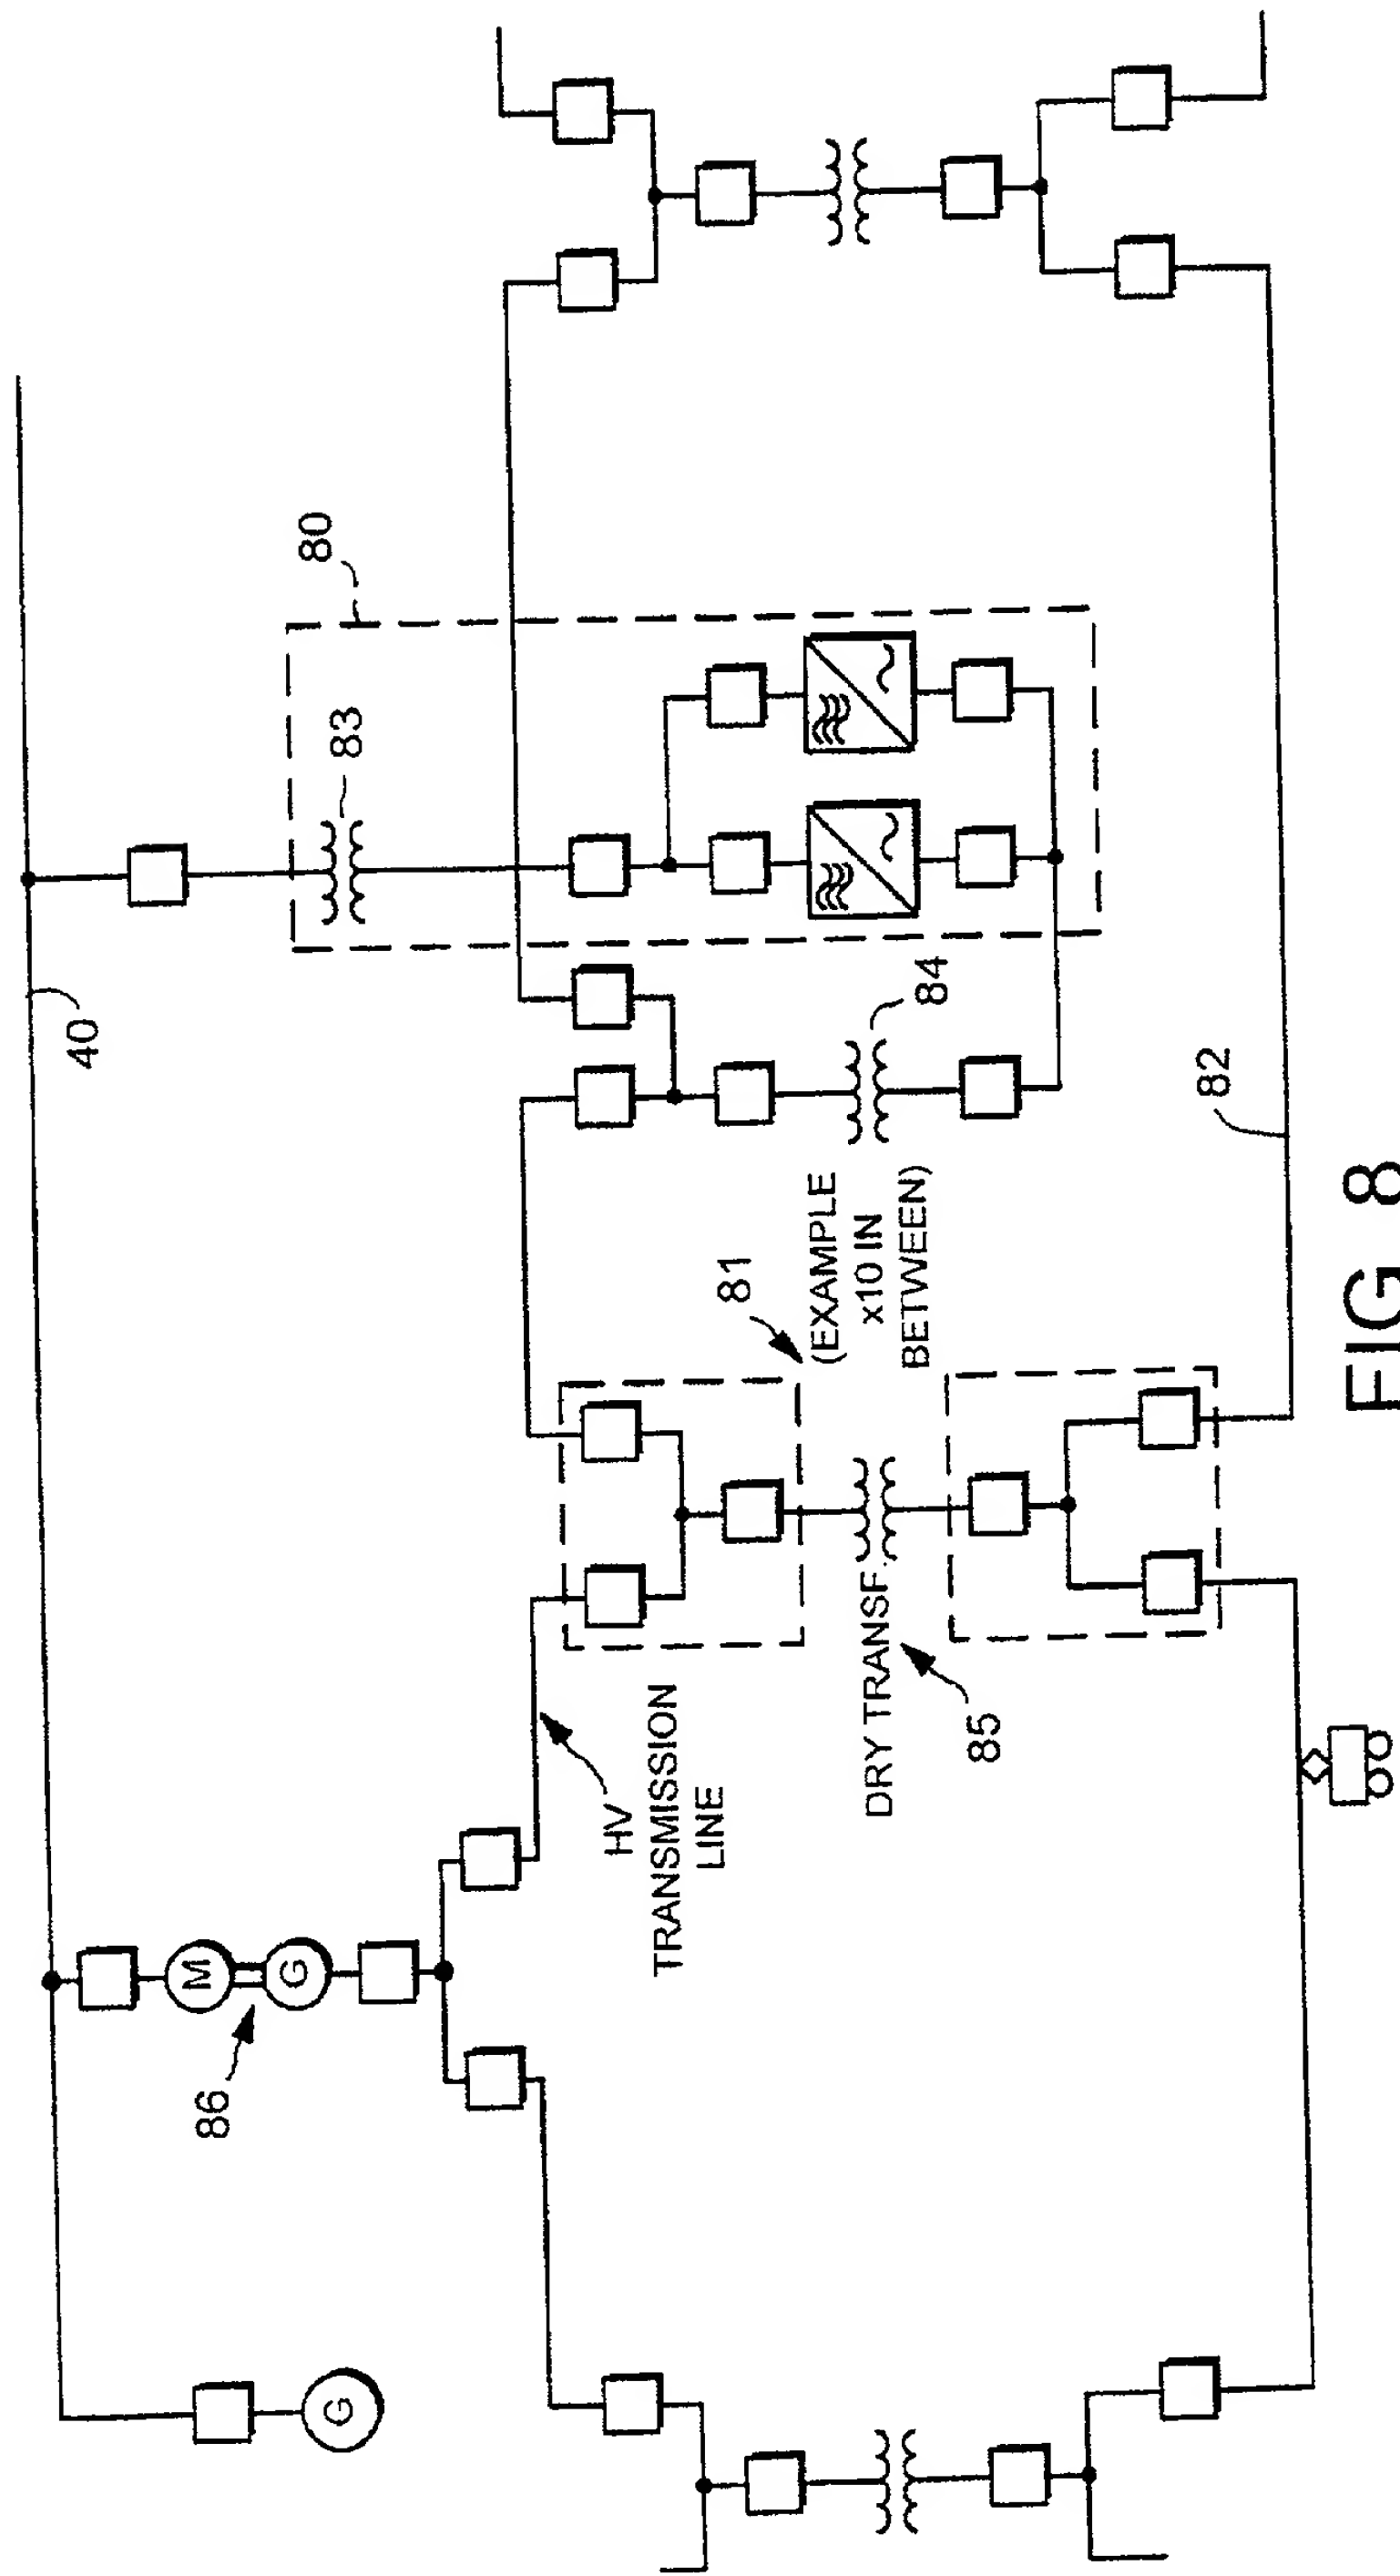 40
80
83
84
81
(EXAMPLE
x10 IN
BETWEEN)
82
HV
TRANSMISSION
LINE
DRY TRANSF.
85
86
M
G
G
FIG 8